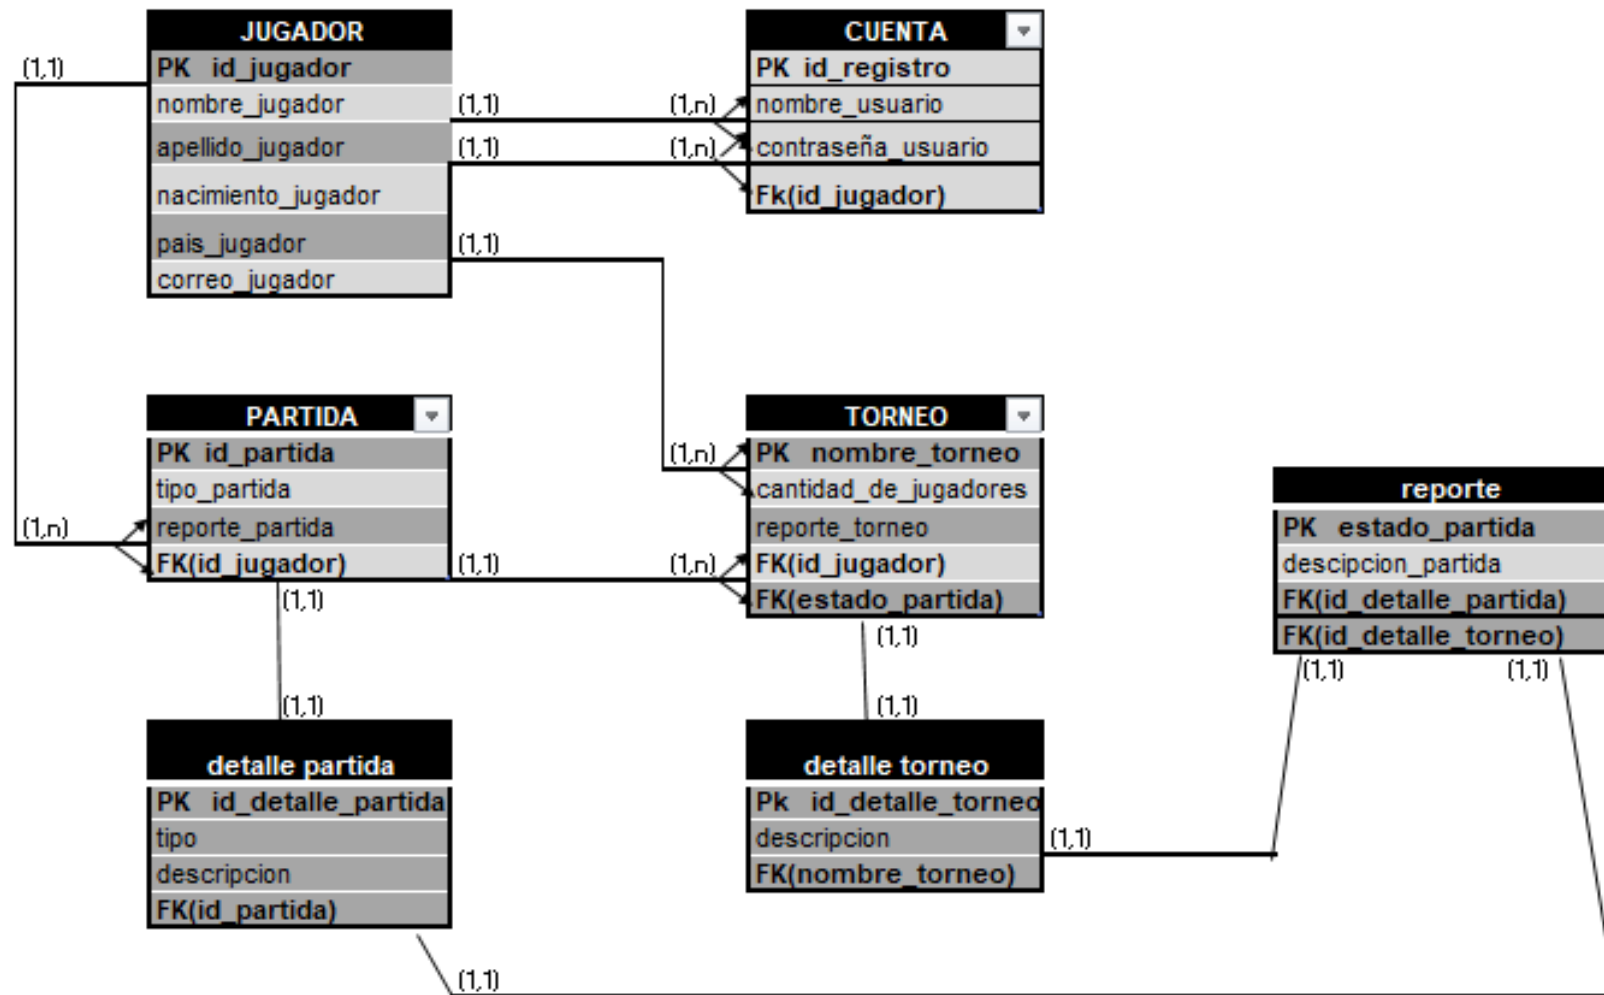 JUGADOR
PK id_jugador
nombre_jugador
apellido_jugador
nacimiento_jugador
pais_jugador
correo_jugador
CUENTA
PK id_registro
nombre_usuario
contraseña_usuario
Fk(id_jugador)
(1,1)
(1,1)
(1,n)
(1,1)
(1,n)
(1,1)
PARTIDA
PK id_partida
tipo_partida
reporte_partida
FK(id_jugador)
(1,n)
TORNEO
PK nombre_torneo
cantidad_de_jugadores
reporte_torneo
FK(id_jugador)
FK(estado_partida)
(1,n)
(1,1)
(1,n)
reporte
PK estado_partida
descipcion_partida
FK(id_detalle_partida)
FK(id_detalle_torneo)
(1,1)
(1,1)
(1,1)
(1,1)
(1,1)
(1,1)
detalle partida
PK id_detalle_partida
tipo
descripcion
FK(id_partida)
detalle torneo
Pk id_detalle_torneo
descripcion
FK(nombre_torneo)
(1,1)
(1,1)